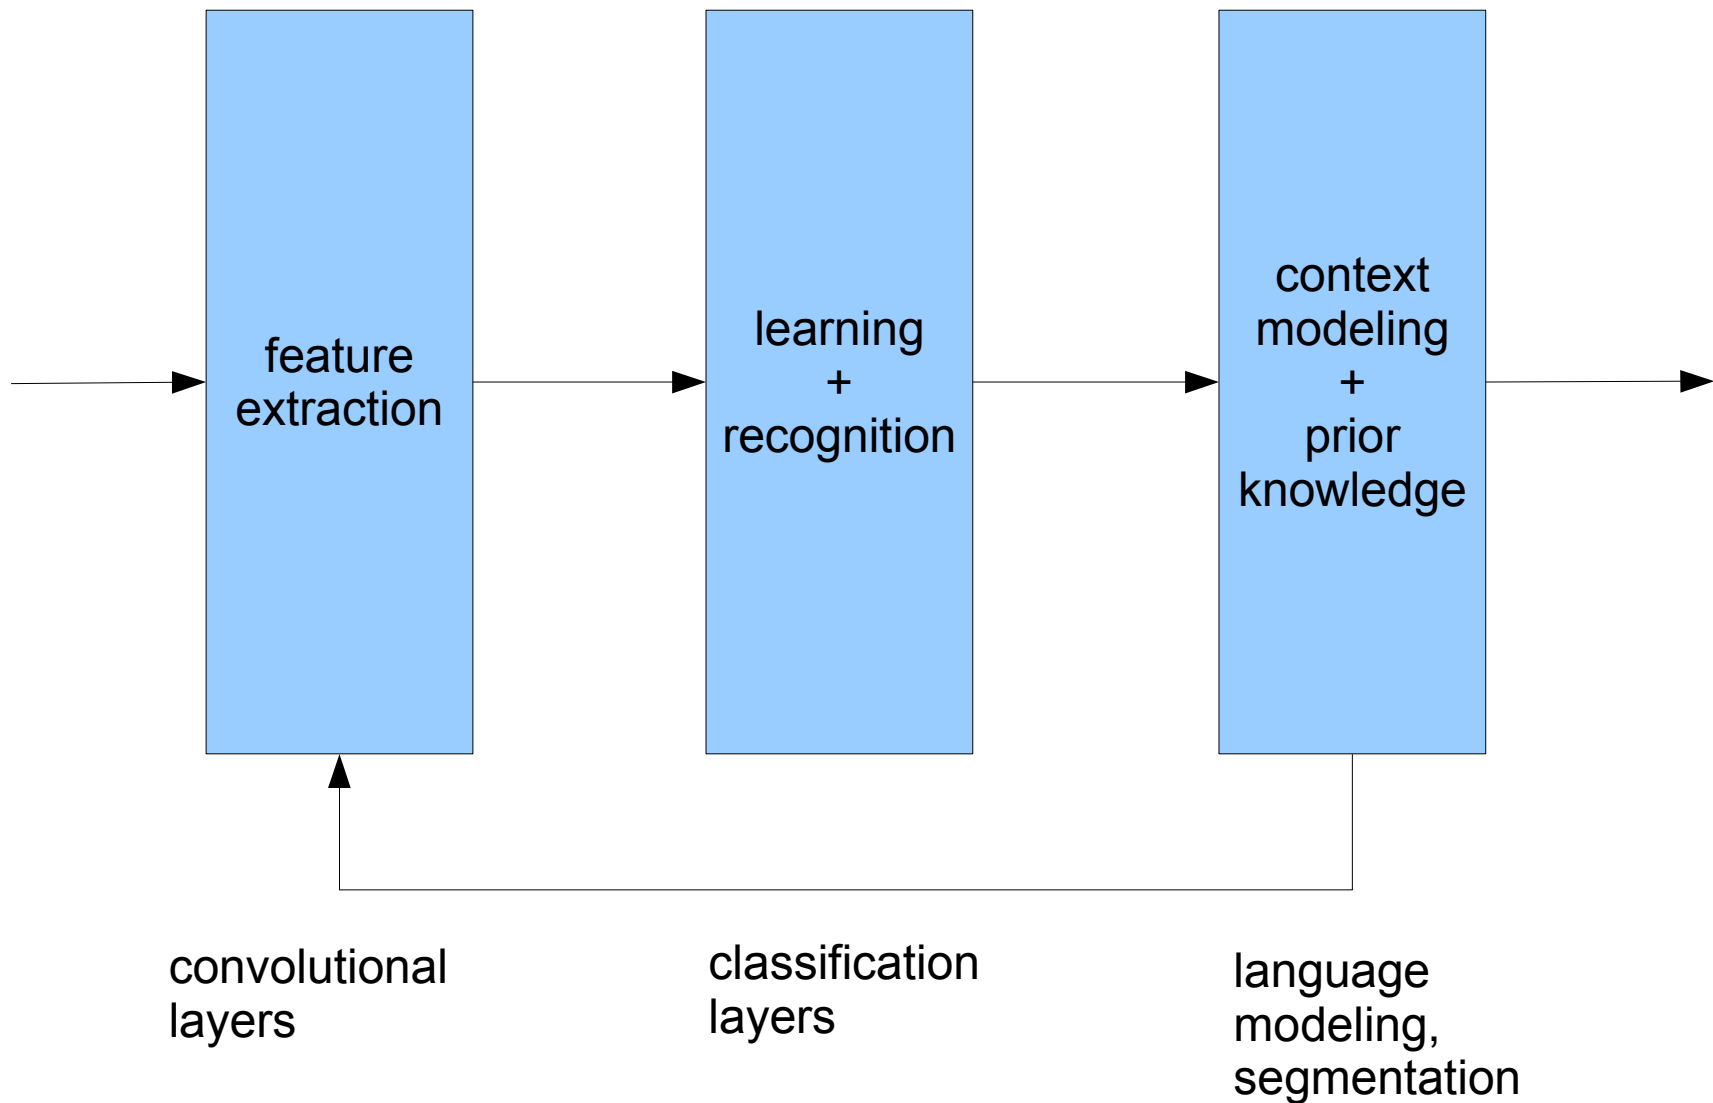 feature
extraction
learning
+
recognition
context
modeling
+
prior
knowledge
convolutional
layers
classification
layers
language
modeling,
segmentation